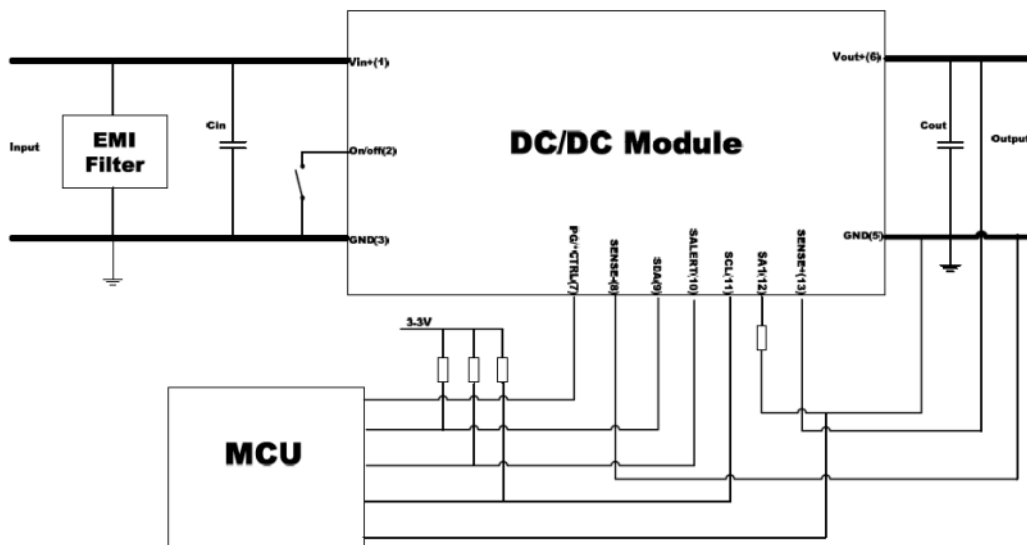 Vin+(1)
Vout+(6)
Input
EMI
Filter
Cin
On/off(2)
DC/DC Module
Cout
Output
GND(3)
GND(5)
PG/*CTRL(7)
SENSE-(8)
SDA(9)
SALERT(10)
SCL(11)
SA1(12)
SENSE+(13)
3-3V
MCU